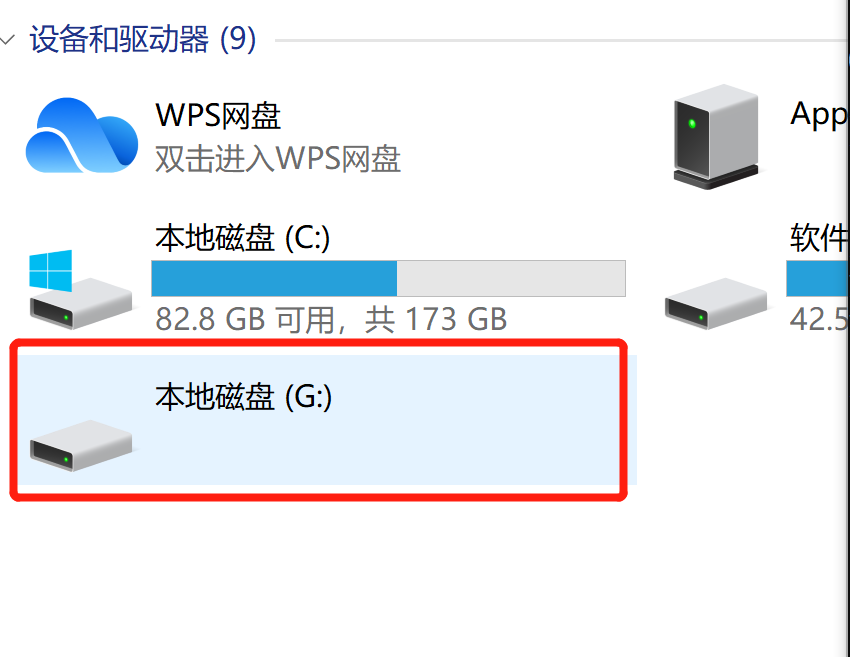 设备和驱动器 (9)
WPS网盘
双击进入WPS网盘
App
本地磁盘 (C:)
82.8 GB 可用，共 173 GB
软件
42.5
本地磁盘 (G:)